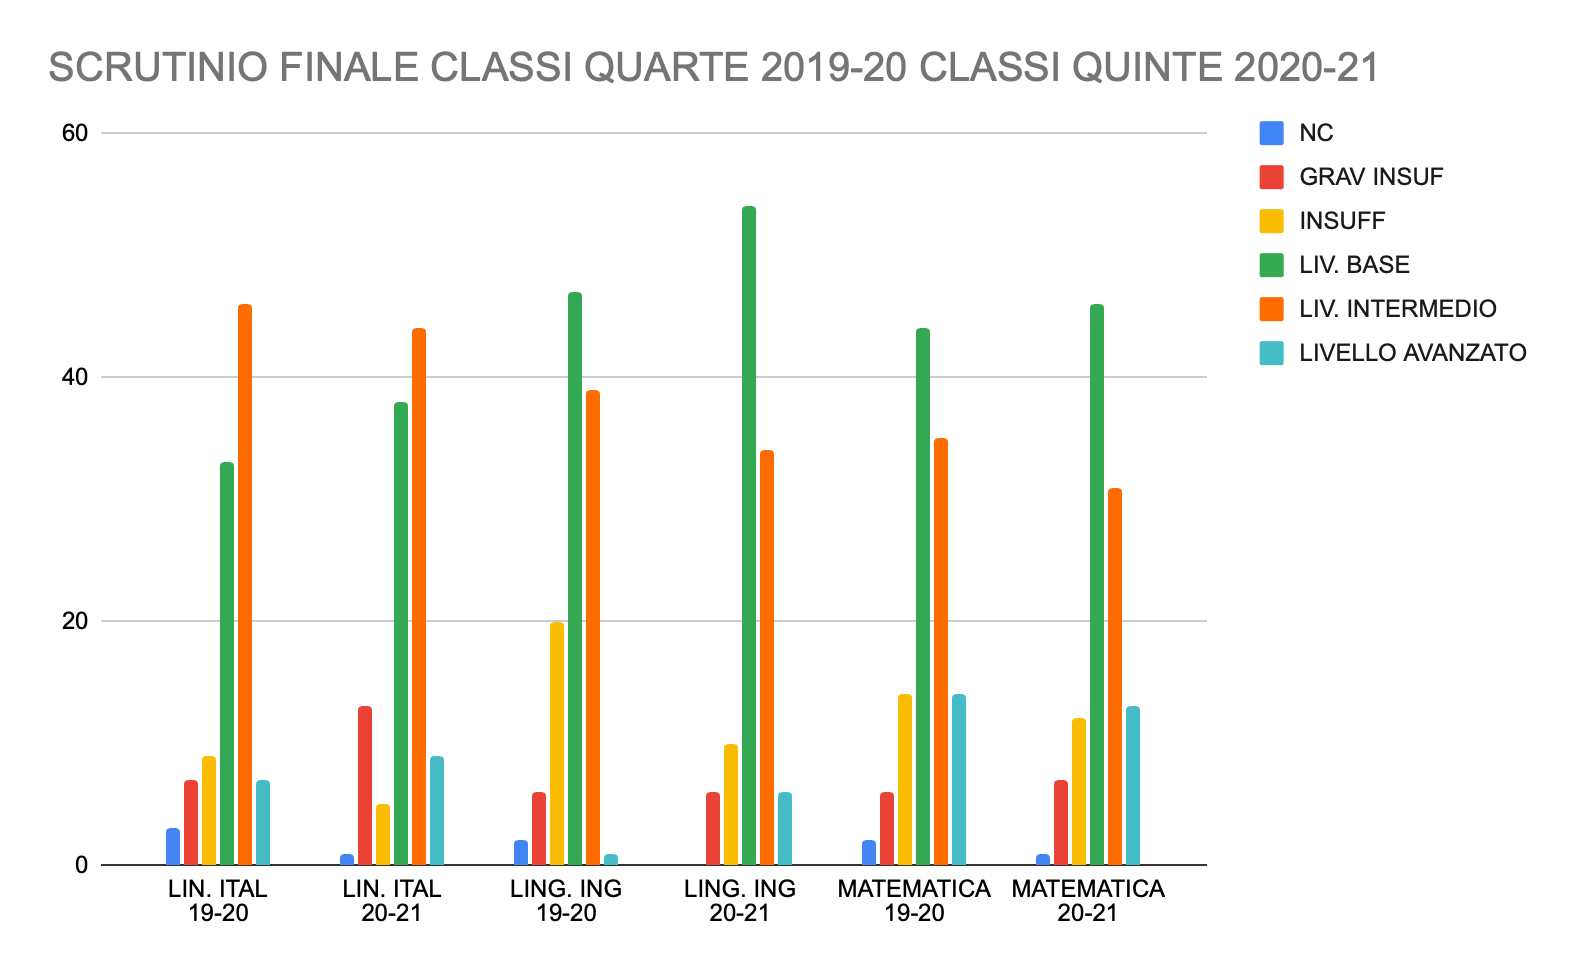 SCRUTINIO FINALE CLASSI QUARTE 2019-20 CLASSI QUINTE 2020-21
60
40
20
0
NC
GRAV INSUF
INSUFF
LIV. BASE
LIV. INTERMEDIO
LIVELLO AVANZATO
LIN. ITAL
19-20
LIN. ITAL
20-21
LING. ING
19-20
LING. ING
20-21
MATEMATICA
19-20
MATEMATICA
20-21